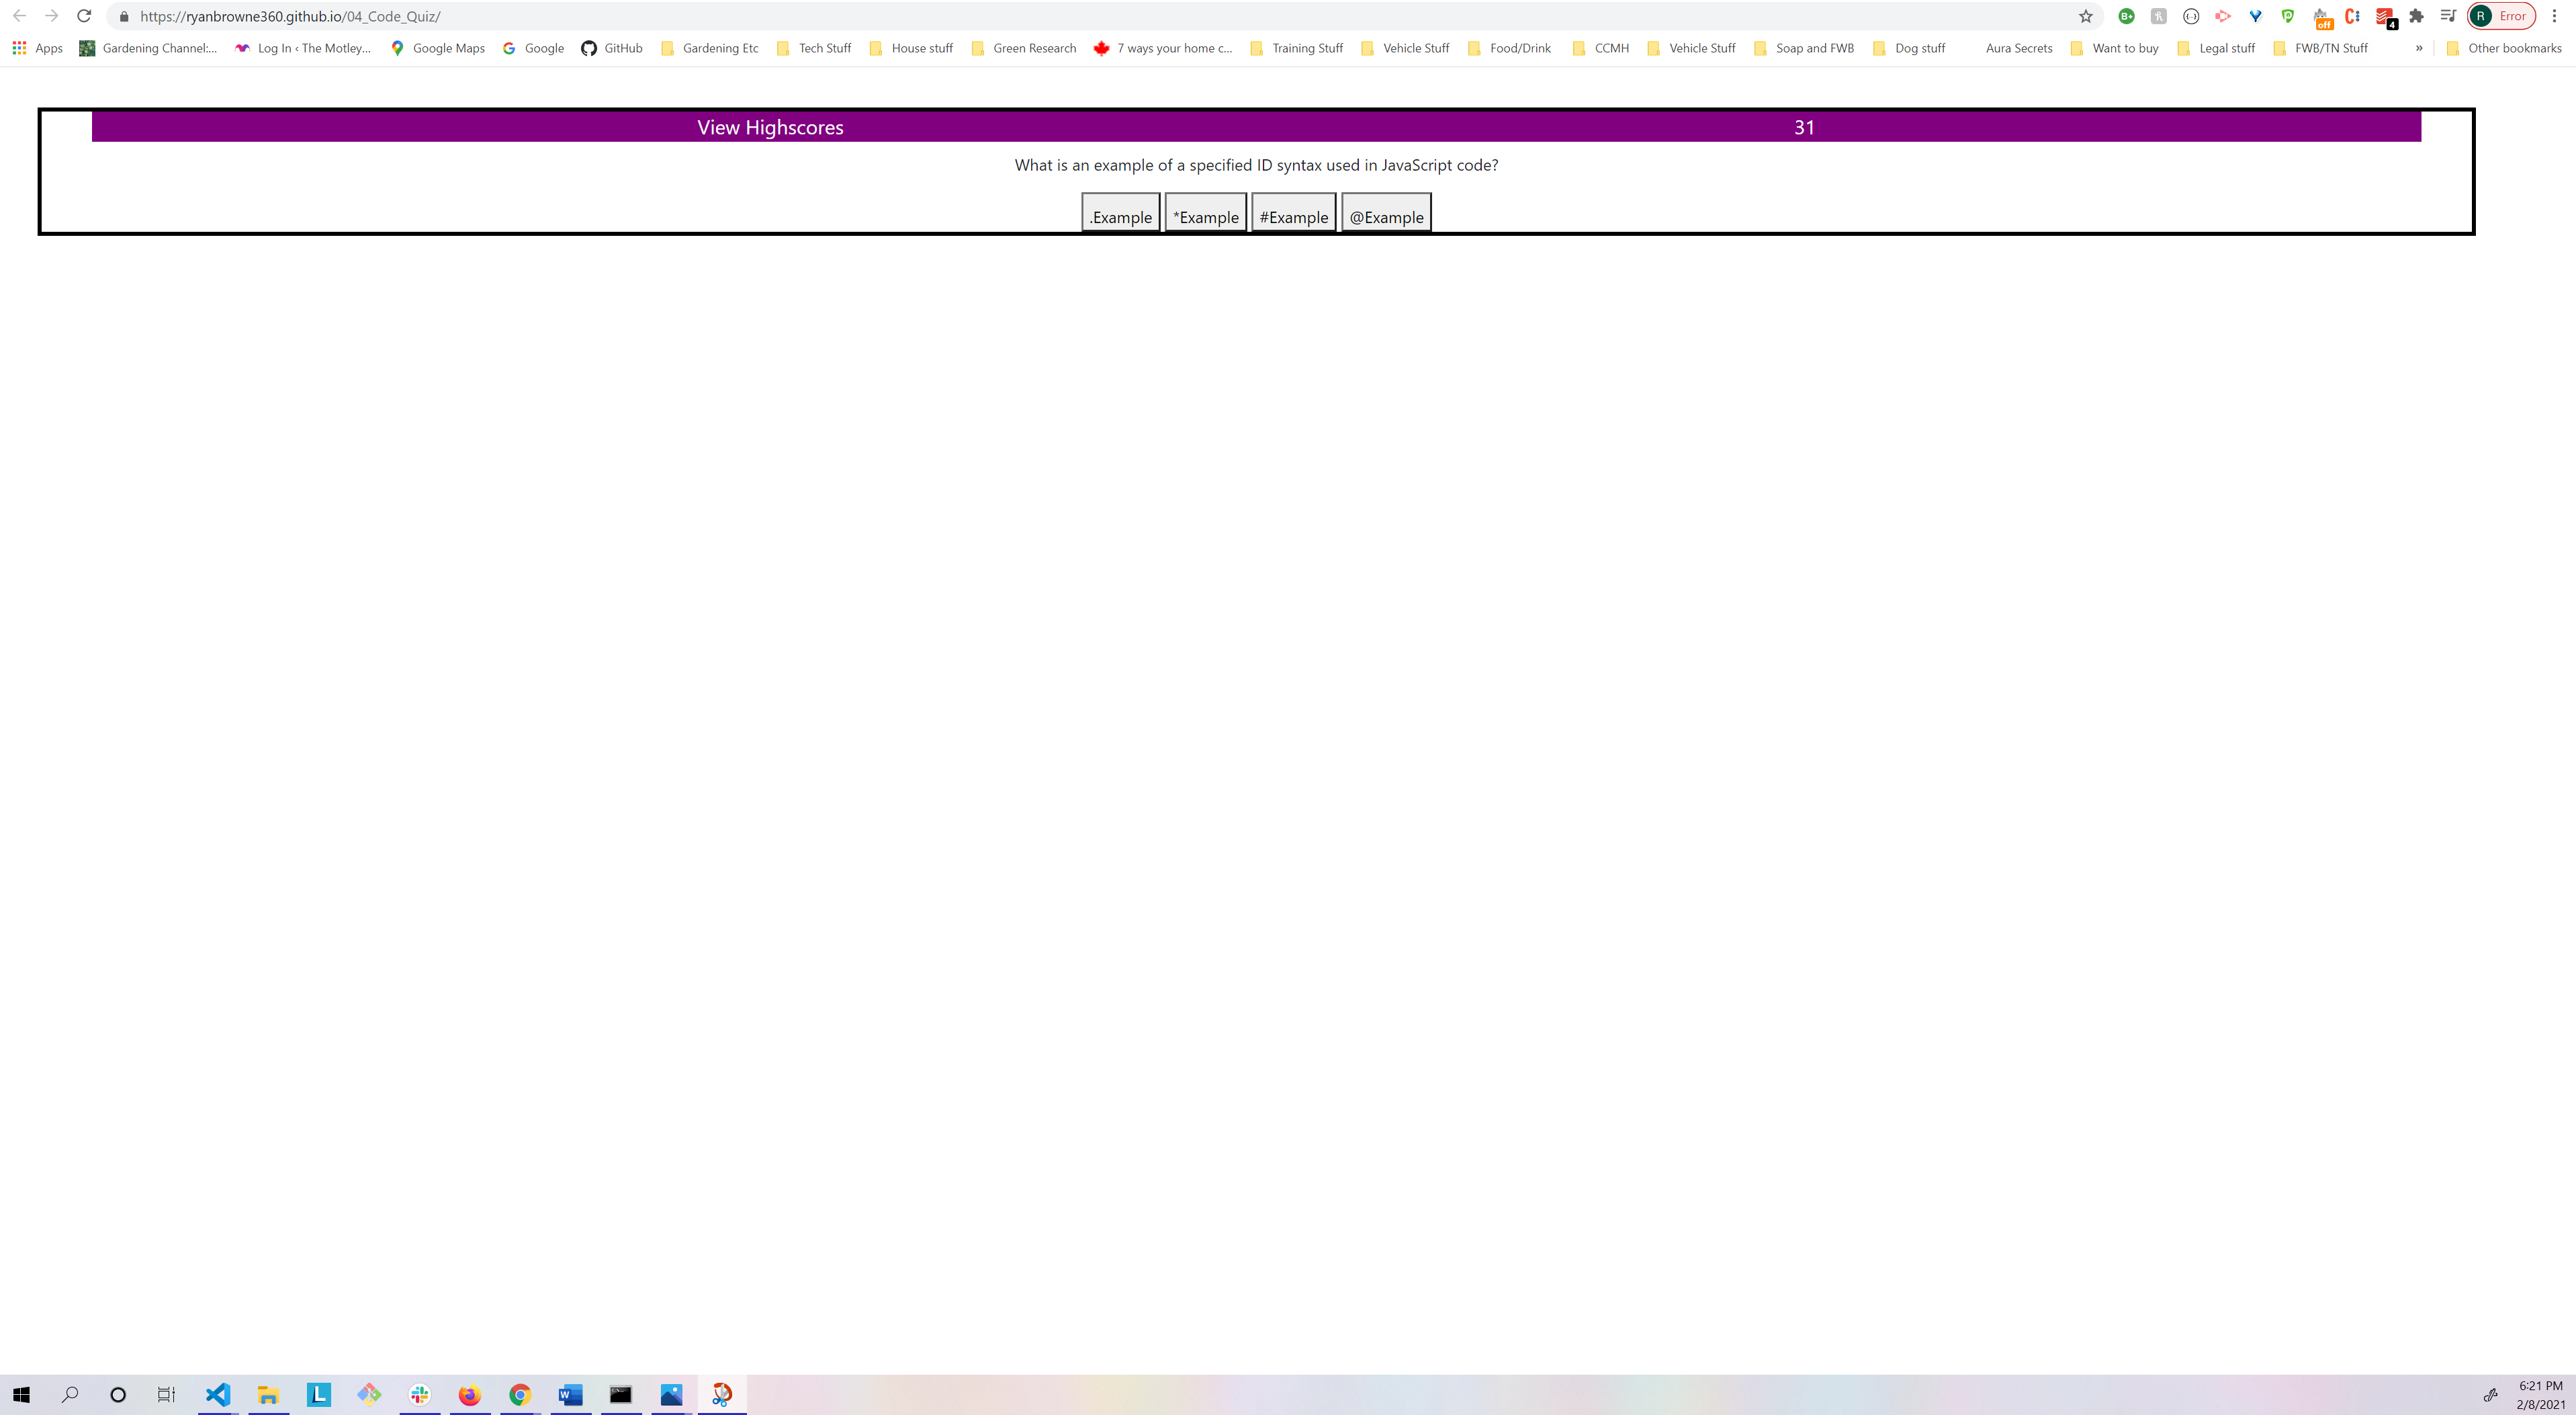 https://ryanbrowne360.github.io/04_Code_Quiz/
off
4
R Error
Apps Gardening Channel:... Log In ‹ The Motley... Google Maps Google GitHub Gardening Etc Tech Stuff House stuff Green Research 7 ways your home c... Training Stuff Vehicle Stuff Food/Drink CCMH Vehicle Stuff Soap and FWB Dog stuff Aura Secrets Want to buy Legal stuff FWB/TN Stuff » Other bookmarks
View Highscores 31
What is an example of a specified ID syntax used in JavaScript code?
.Example *Example #Example @Example
6:21 PM
2/8/2021